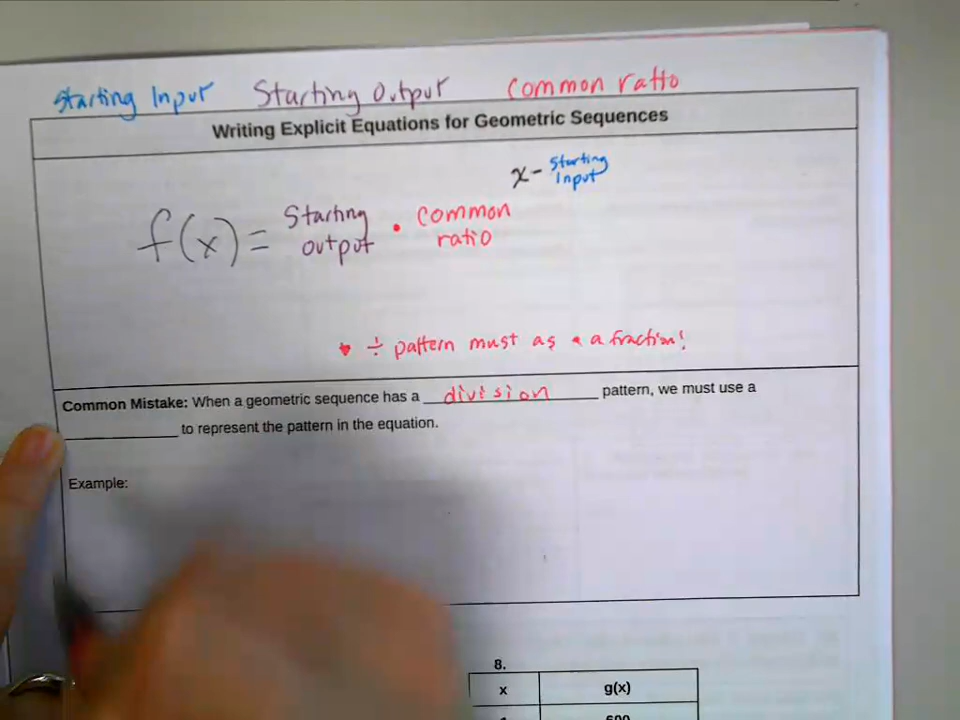 Starting Input Starting Output Common ratio
Writing Explicit Equations for Geometric Sequences
x - Starting Input
f(x) = Starting output · common ratio
÷ pattern must as a fraction!
Common Mistake: When a geometric sequence has a division pattern, we must use a
____________ to represent the pattern in the equation.
Example:
8.
x g(x)
600